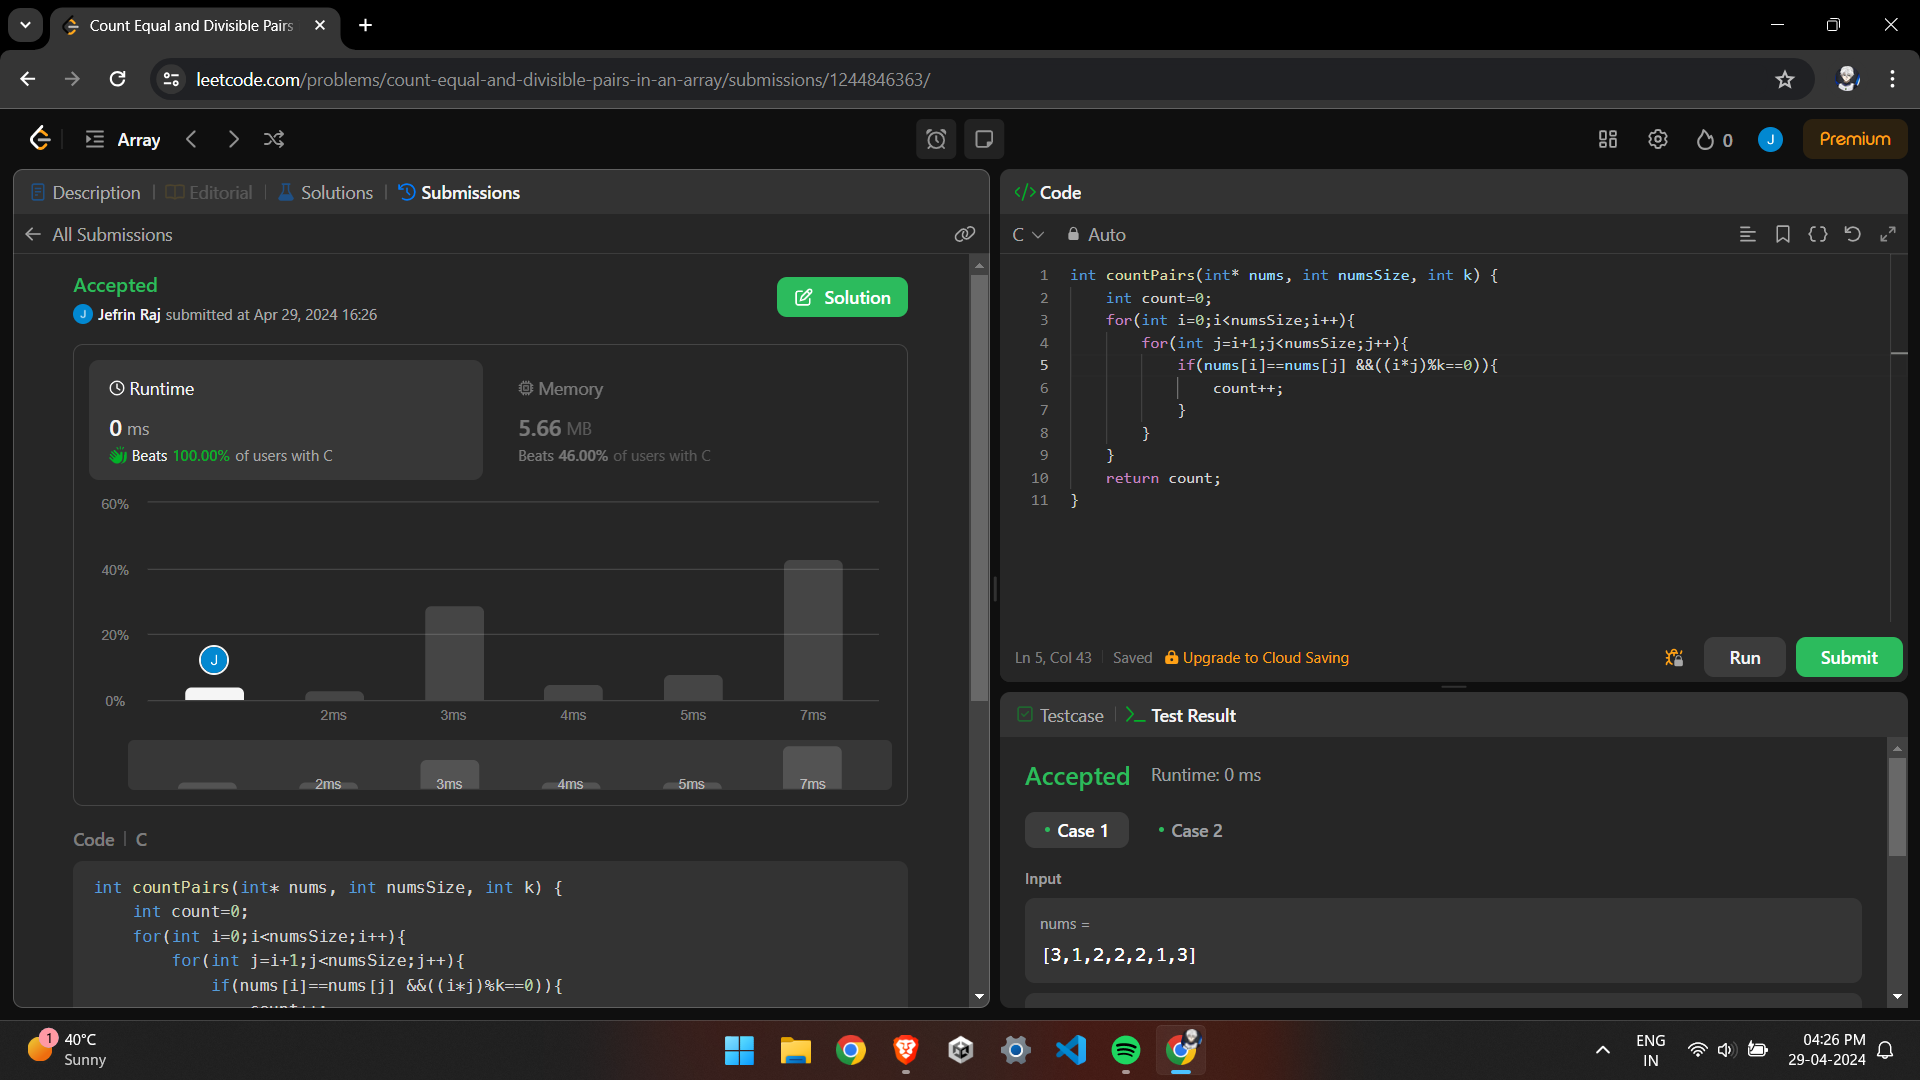 Count Equal and Divisible Pairs
leetcode.com/problems/count-equal-and-divisible-pairs-in-an-array/submissions/1244846363/
Array
0
J
Premium
Description
Editorial
Solutions
Submissions
All Submissions
Accepted
J Jefrin Raj submitted at Apr 29, 2024 16:26
Solution
Runtime
0 ms
Beats 100.00% of users with C
Memory
5.66 MB
Beats 46.00% of users with C
60%
40%
20%
0%
J
2ms 3ms 4ms 5ms 7ms
2ms 3ms 4ms 5ms 7ms
Code | C
int countPairs(int* nums, int numsSize, int k) {
int count=0;
for(int i=0;i<numsSize;i++){
for(int j=i+1;j<numsSize;j++){
if(nums[i]==nums[j] &&((i*j)%k==0)){
</> Code
C
Auto
1 int countPairs(int* nums, int numsSize, int k) {
2 int count=0;
3 for(int i=0;i<numsSize;i++){
4 for(int j=i+1;j<numsSize;j++){
5 if(nums[i]==nums[j] &&((i*j)%k==0)){
6 count++;
7 }
8 }
9 }
10 return count;
11 }
Ln 5, Col 43 Saved Upgrade to Cloud Saving
Run
Submit
Testcase
Test Result
Accepted Runtime: 0 ms
Case 1
Case 2
Input
nums =
[3,1,2,2,2,1,3]
1
40°C
Sunny
ENG
IN
04:26 PM
29-04-2024